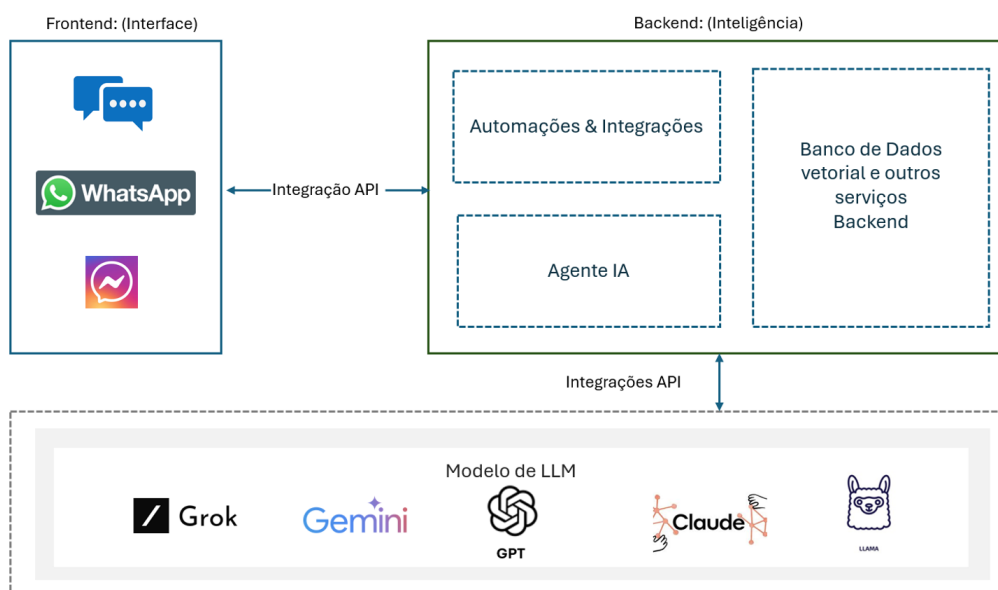 Frontend: (Interface)
Backend: (Inteligência)
WhatsApp
Integração API
Automações & Integrações
Agente IA
Banco de Dados
vetorial e outros
serviços
Backend
Integrações API
Modelo de LLM
Grok
Gemini
GPT
Claude
LLAMA